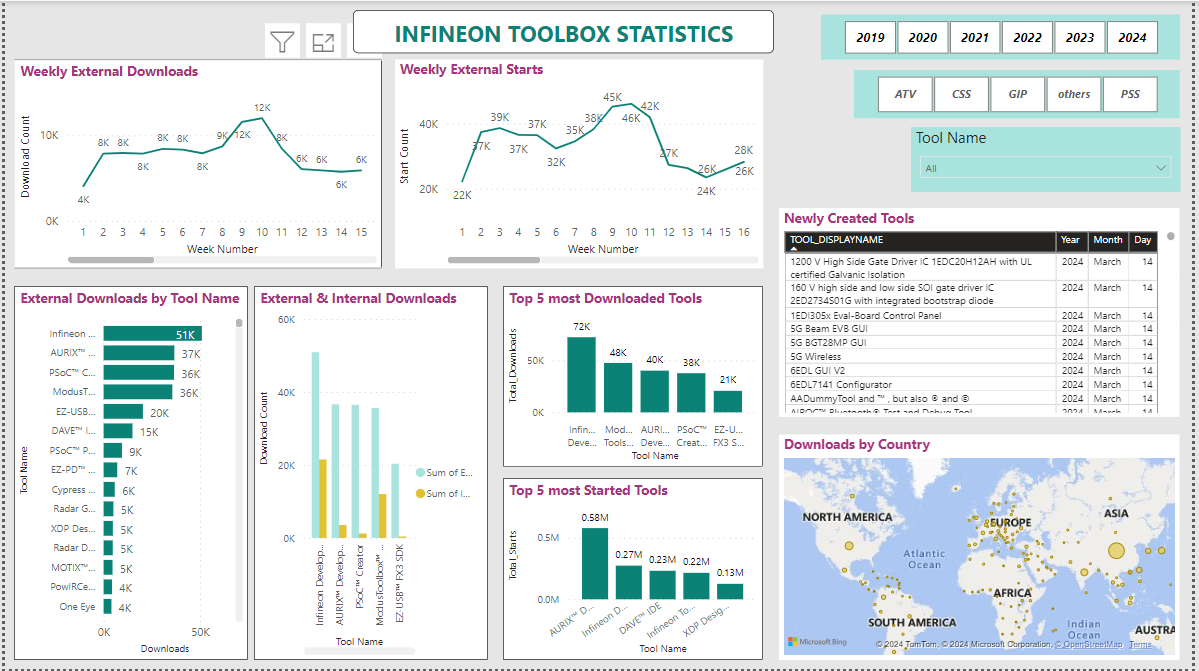 INFINEON TOOLBOX STATISTICS
2019 2020 2021 2022 2023 2024
ATV CSS GIP others PSS
Tool Name
All
Weekly External Downloads
Download Count
10K
0K
4K 8K 8K 8K 8K 8K 8K 9K 12K 12K 8K 6K 6K 6K 6K
1 2 3 4 5 6 7 8 9 10 11 12 13 14 15
Week Number
Weekly External Starts
Start Count
40K
20K
22K 37K 39K 37K 37K 32K 35K 38K 45K 46K 42K 27K 26K 24K 26K 28K
1 2 3 4 5 6 7 8 9 10 11 12 13 14 15 16
Week Number
Newly Created Tools
TOOL_DISPLAYNAME Year Month Day
1200 V High Side Gate Driver IC 1EDC20H12AH with UL 2024 March 14
certified Galvanic Isolation
160 V high side and low side SOI gate driver IC 2024 March 14
2ED2734S01G with integrated bootstrap diode
1EDI305x Eval-Board Control Panel 2024 March 14
5G Beam EVB GUI 2024 March 14
5G BGT28MP GUI 2024 March 14
5G Wireless 2024 March 14
6EDL GUI V2 2024 March 14
6EDL7141 Configurator 2024 March 14
AADummyTool and ™ , but also ® and © 2024 March 14
AIROC™ Bluetooth® Test and Debug Tool 2024 March 14
External Downloads by Tool Name
Tool Name
Infineon ... 51K
AURIX™ ... 37K
PSoC™ C... 36K
ModusT... 36K
EZ-USB... 20K
DAVE™ I... 15K
PSoC™ P... 9K
EZ-PD™ ... 7K
Cypress ... 6K
Radar G... 5K
XDP Des... 5K
Radar D... 5K
MOTIX™... 5K
PowIRCe... 4K
One Eye 4K
0K 50K
Downloads
External & Internal Downloads
Download Count
60K
40K
20K
0K
Sum of E...
Sum of I...
Infineon Develop...
AURIX™ Develop...
PSoC™ Creator
ModusToolbox™ ...
EZ-USB™ FX3 SDK
Tool Name
Top 5 most Downloaded Tools
Total_Downloads
50K
0K
72K 48K 40K 38K 21K
Infin... Mod... AURI... PSoC™ EZ-U...
Deve... Tools... Deve... Creat... FX3 S...
Tool Name
Top 5 most Started Tools
Total_Starts
0.5M
0.0M
0.58M 0.27M 0.23M 0.22M 0.13M
AURIX™ D... Infineon D... DAVE™ IDE Infineon To... XDP Desig...
Tool Name
Downloads by Country
NORTH AMERICA
EUROPE
ASIA
Atlantic
Ocean
AFRICA
SOUTH AMERICA
Indian
Ocean
AUSTRA
Microsoft Bing
© 2024 TomTom, © 2024 Microsoft Corporation, © OpenStreetMap Terms